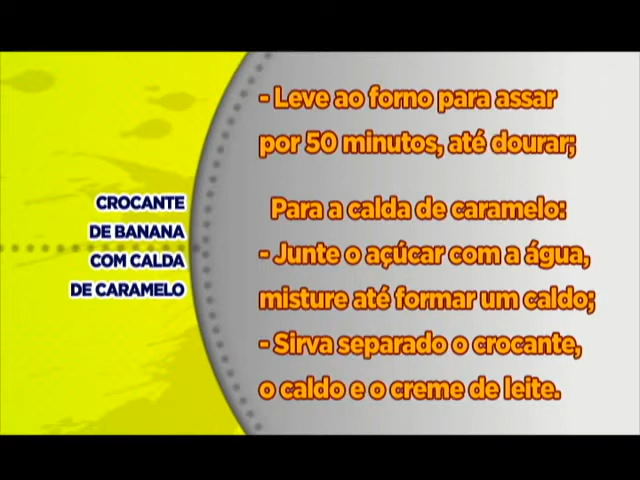 CROCANTE
DE BANANA
COM CALDA
DE CARAMELO
- Leve ao forno para assar
por 50 minutos, até dourar;
Para a calda de caramelo:
- Junte o açúcar com a água,
misture até formar um caldo;
- Sirva separado o crocante,
o caldo e o creme de leite.